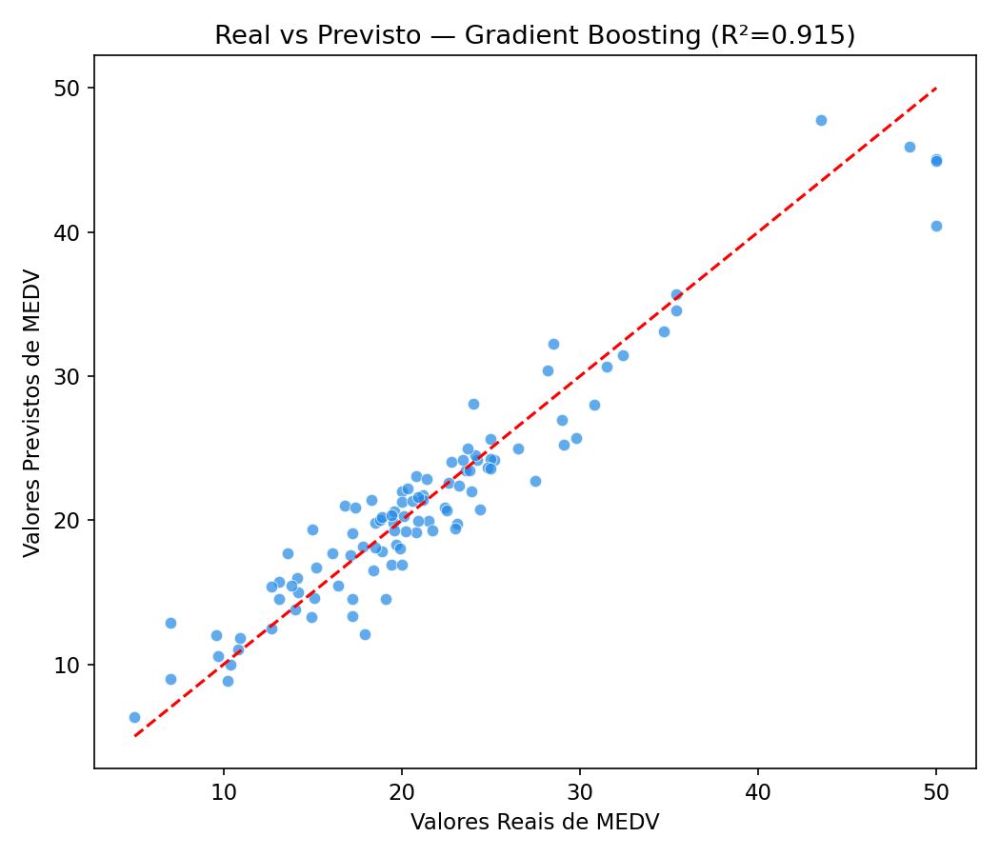 Real vs Previsto — Gradient Boosting (R²=0.915)
Valores Previstos de MEDV
50
40
30
20
10
10 20 30 40 50
Valores Reais de MEDV